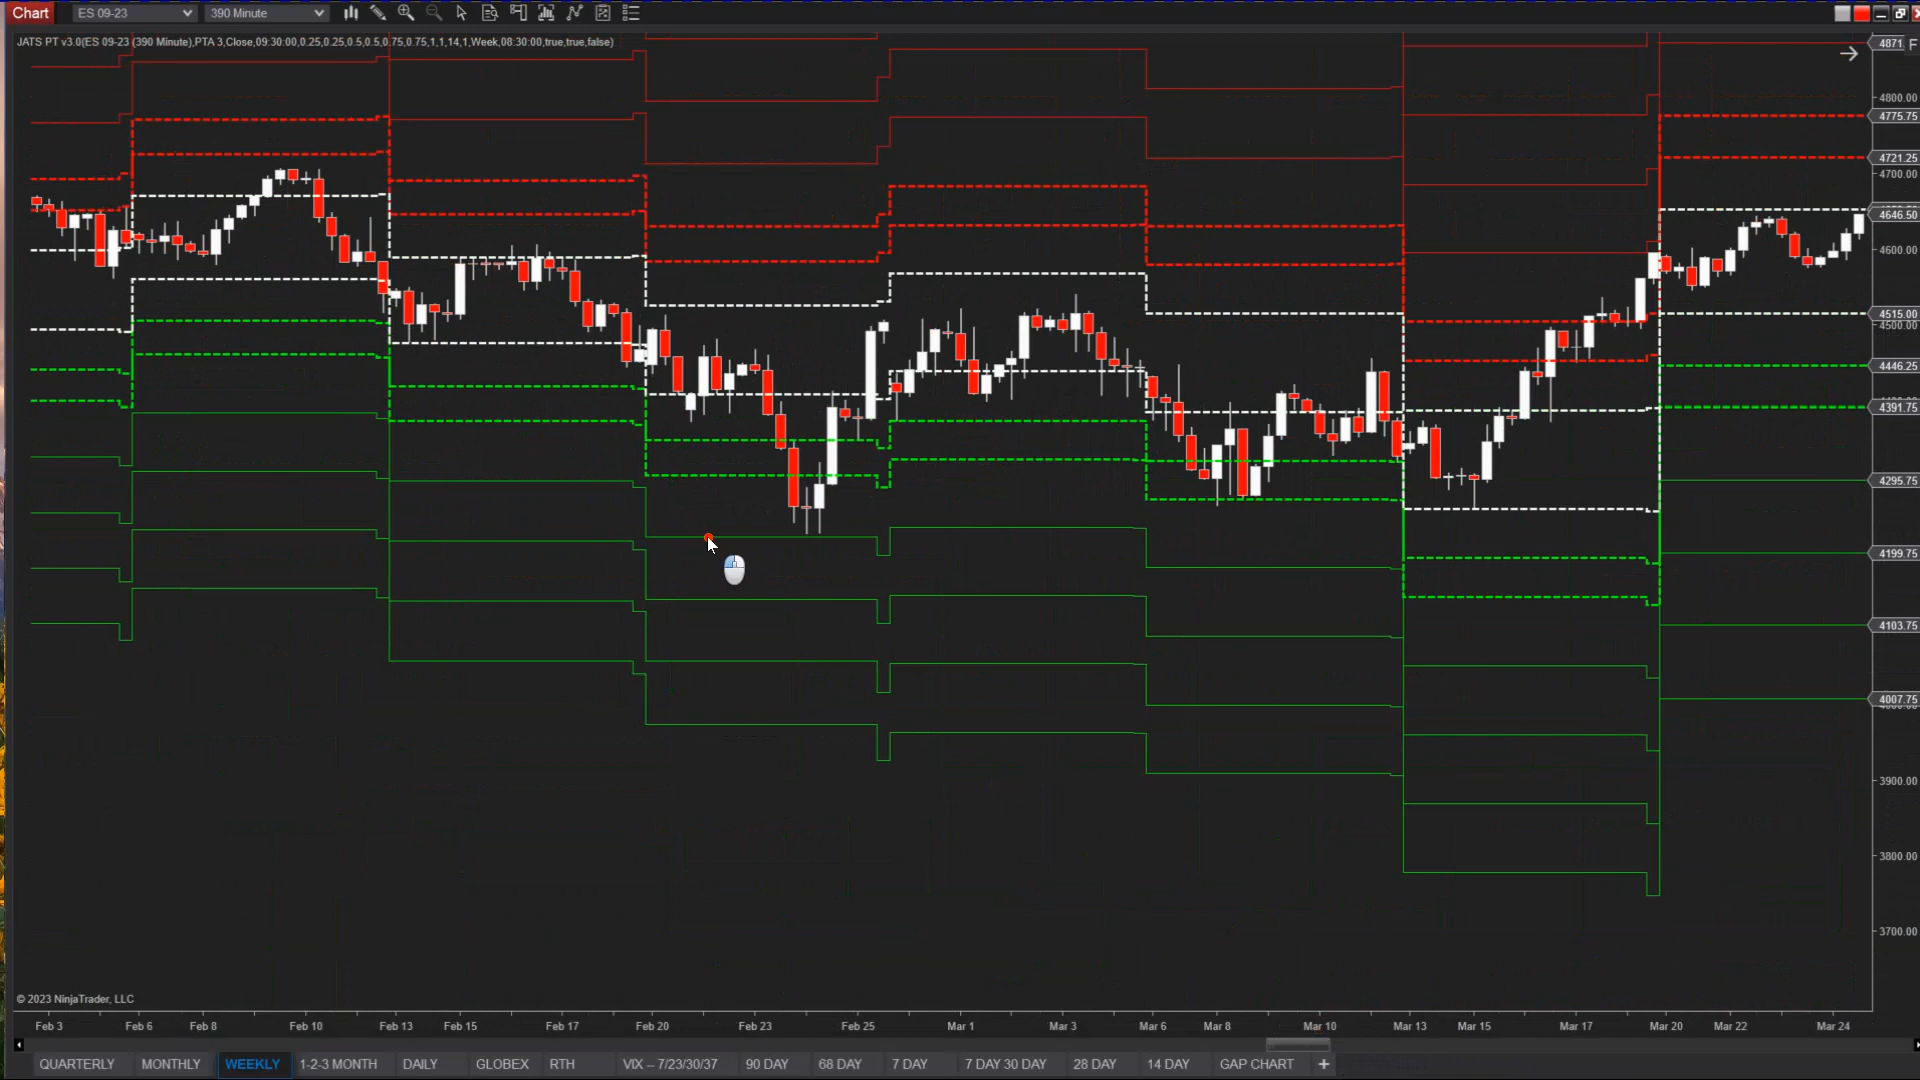 Chart ES 09-23 390 Minute
JATS PT v3.0(ES 09-23 (390 Minute),PTA 3,Close,09:30:00,0.25,0.25,0.5,0.5,0.75,0.75,1,1,14,1,Week,08:30:00,true,true,false)
4871 F
4800.00
4775.75
4721.25
4700.00
4646.50
4600.00
4515.00
4500.00
4446.25
4391.75
4295.75
4199.75
4103.75
4007.75
3900.00
3800.00
3700.00
© 2023 NinjaTrader, LLC
Feb 3 Feb 6 Feb 8 Feb 10 Feb 13 Feb 15 Feb 17 Feb 20 Feb 23 Feb 25 Mar 1 Mar 3 Mar 6 Mar 8 Mar 10 Mar 13 Mar 15 Mar 17 Mar 20 Mar 22 Mar 24
QUARTERLY MONTHLY WEEKLY 1-2-3 MONTH DAILY GLOBEX RTH VIX -- 7/23/30/37 90 DAY 68 DAY 7 DAY 7 DAY 30 DAY 28 DAY 14 DAY GAP CHART +